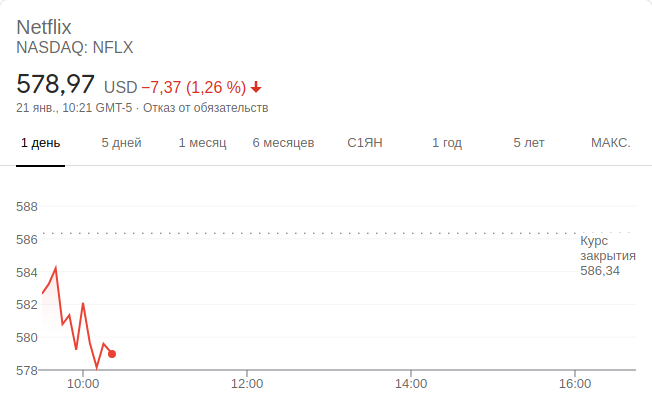 Netflix
NASDAQ: NFLX
578,97 USD −7,37 (1,26 %)
21 янв., 10:21 GMT-5 · Отказ от обязательств
1 день 5 дней 1 месяц 6 месяцев С1ЯН 1 год 5 лет МАКС.
588
586
584
582
580
578
Курс
закрытия
586,34
10:00 12:00 14:00 16:00